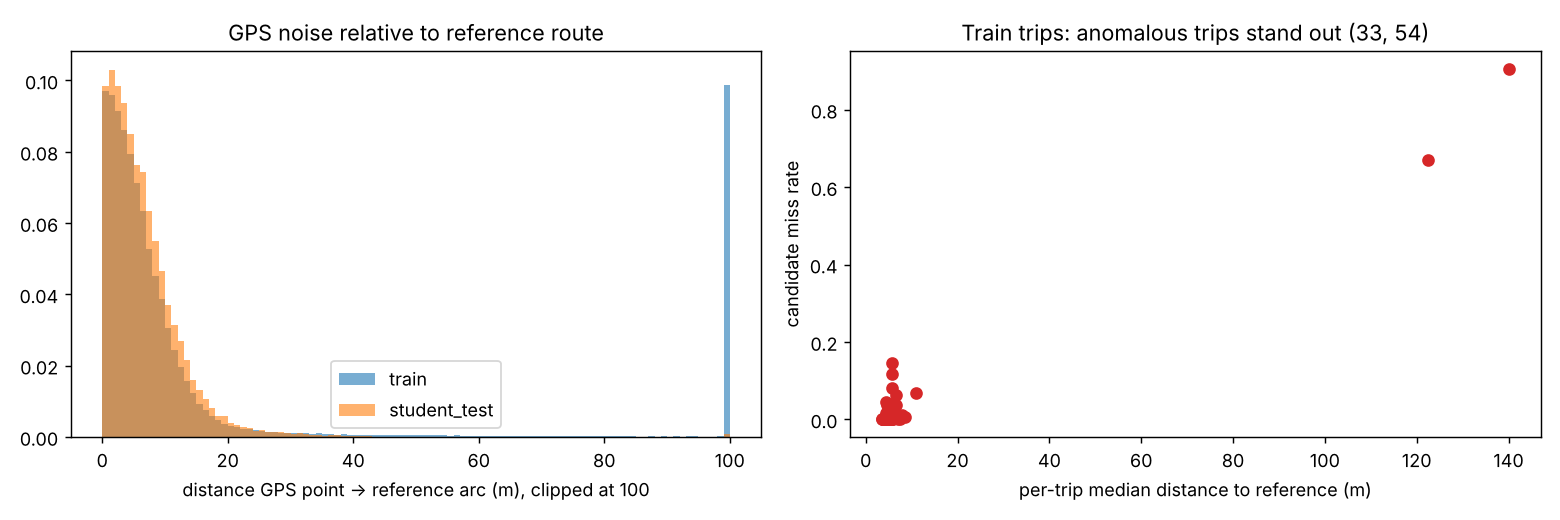 GPS noise relative to reference route
0.10
0.08
0.06
0.04
0.02
0.00
train
student_test
0 20 40 60 80 100
distance GPS point → reference arc (m), clipped at 100
Train trips: anomalous trips stand out (33, 54)
candidate miss rate
0.8
0.6
0.4
0.2
0.0
0 20 40 60 80 100 120 140
per-trip median distance to reference (m)